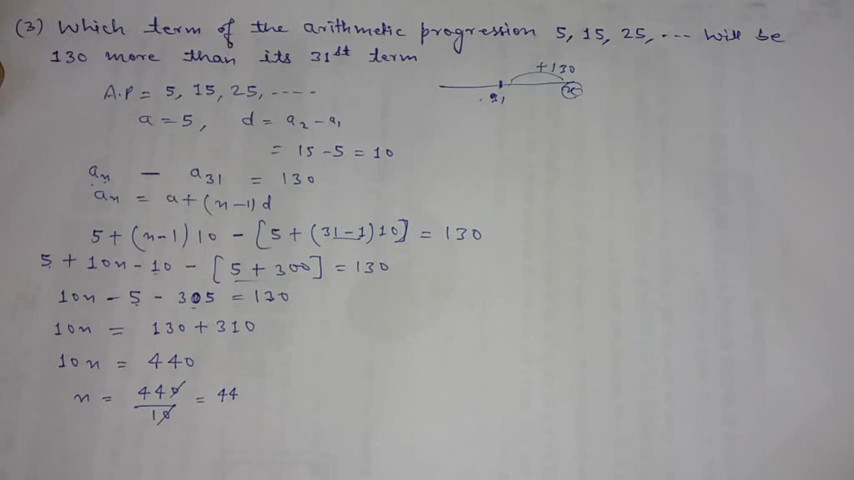 (3) Which term of the arithmetic progression 5, 15, 25, ... will be
130 more than its 31st term
+130
31
A.P = 5, 15, 25, ....
a = 5, d = a₂ - a₁
= 15 - 5 = 10
aₙ - a₃₁ = 130
aₙ = a + (n-1)d
5 + (n-1)10 - [5 + (31-1)10] = 130
5 + 10n - 10 - [5 + 300] = 130
10n - 5 - 305 = 130
10n = 130 + 310
10n = 440
n = 440/10 = 44